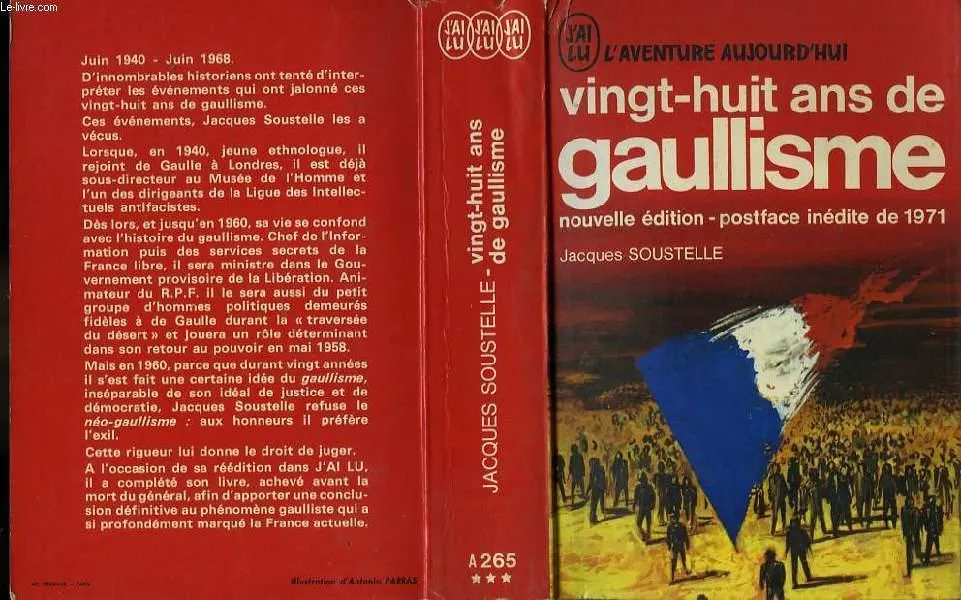 Le-livre.com
Juin 1940 - Juin 1968.
D'innombrables historiens ont tenté d'inter-
préter les événements qui ont jalonné ces
vingt-huit ans de gaullisme.
Ces événements, Jacques Soustelle les a
vécus.
Lorsque, en 1940, jeune ethnologue, il
rejoint de Gaulle à Londres, il est déjà
sous-directeur au Musée de l'Homme et
l'un des dirigeants de la Ligue des Intellec-
tuels antifascistes.
Dès lors, et jusqu'en 1960, sa vie se confond
avec l'histoire du gaullisme. Chef de l'Infor-
mation puis des services secrets de la
France libre, il sera ministre dans le Gou-
vernement provisoire de la Libération. Ani-
mateur du R.P.F. il le sera aussi du petit
groupe d'hommes politiques demeurés
fidèles à de Gaulle durant la « traversée
du désert » et jouera un rôle déterminant
dans son retour au pouvoir en mai 1958.
Mais en 1960, parce que durant vingt années
il s'est fait une certaine idée du gaullisme,
inséparable de son idéal de justice et de
démocratie, Jacques Soustelle refuse le
néo-gaullisme : aux honneurs il préfère
l'exil.
Cette rigueur lui donne le droit de juger.
A l'occasion de sa réédition dans J'AI LU,
il a complété son livre, achevé avant la
mort du général, afin d'apporter une conclu-
sion définitive au phénomène gaulliste qui a
si profondément marqué la France actuelle.
Illustration d'Antonio PARRAS
J'AI LU J'AI LU J'AI LU
JACQUES SOUSTELLE - vingt-huit ans
de gaullisme
A 265
★★★
J'AI LU
L'AVENTURE AUJOURD'HUI
vingt-huit ans de
gaullisme
nouvelle édition - postface inédite de 1971
Jacques SOUSTELLE